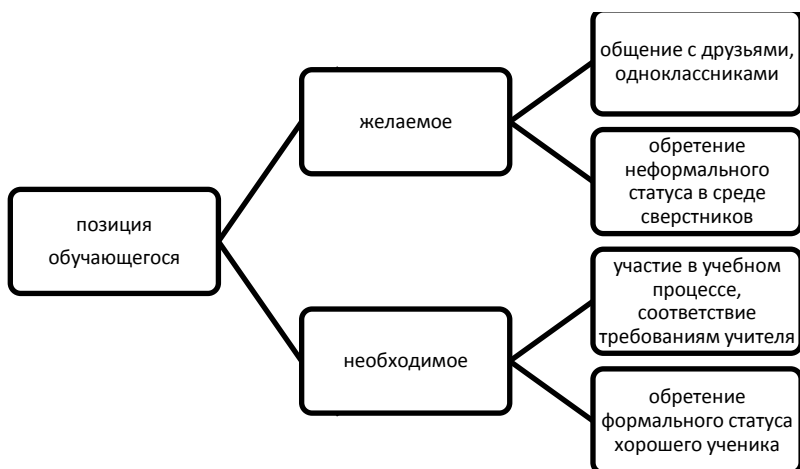 позиция
обучающегося
желаемое
общение с друзьями,
одноклассниками
обретение
неформального
статуса в среде
сверстников
необходимое
участие в учебном
процессе,
соответствие
требованиям учителя
обретение
формального статуса
хорошего ученика